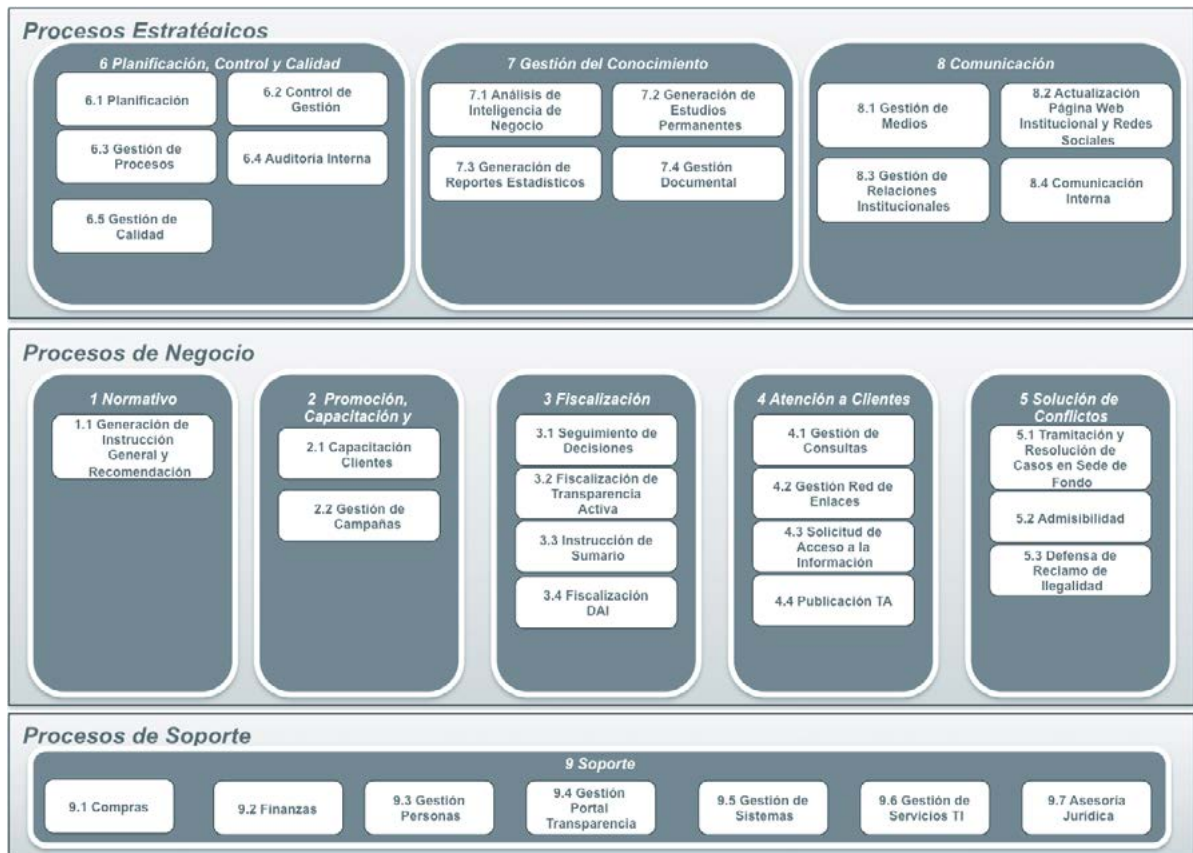 Procesos Estratégicos
6 Planificación, Control y Calidad
6.1 Planificación
6.2 Control de
Gestión
6.3 Gestión de
Procesos
6.4 Auditoría Interna
6.5 Gestión de
Calidad
7 Gestión del Conocimiento
7.1 Análisis de
Inteligencia de
Negocio
7.2 Generación de
Estudios
Permanentes
7.3 Generación de
Reportes Estadísticos
7.4 Gestión
Documental
8 Comunicación
8.1 Gestión de
Medios
8.2 Actualización
Página Web
Institucional y Redes
Sociales
8.3 Gestión de
Relaciones
Institucionales
8.4 Comunicación
Interna
Procesos de Negocio
1 Normativo
1.1 Generación de
Instrucción
General y
Recomendación
2 Promoción,
Capacitación y
2.1 Capacitación
Clientes
2.2 Gestión de
Campañas
3 Fiscalización
3.1 Seguimiento de
Decisiones
3.2 Fiscalización de
Transparencia
Activa
3.3 Instrucción de
Sumario
3.4 Fiscalización
DAI
4 Atención a Clientes
4.1 Gestión de
Consultas
4.2 Gestión Red de
Enlaces
4.3 Solicitud de
Acceso a la
Información
4.4 Publicación TA
5 Solución de
Conflictos
5.1 Tramitación y
Resolución de
Casos en Sede de
Fondo
5.2 Admisibilidad
5.3 Defensa de
Reclamo de
Ilegalidad
Procesos de Soporte
9 Soporte
9.1 Compras
9.2 Finanzas
9.3 Gestión
Personas
9.4 Gestión
Portal
Transparencia
9.5 Gestión de
Sistemas
9.6 Gestión de
Servicios TI
9.7 Asesoría
Jurídica